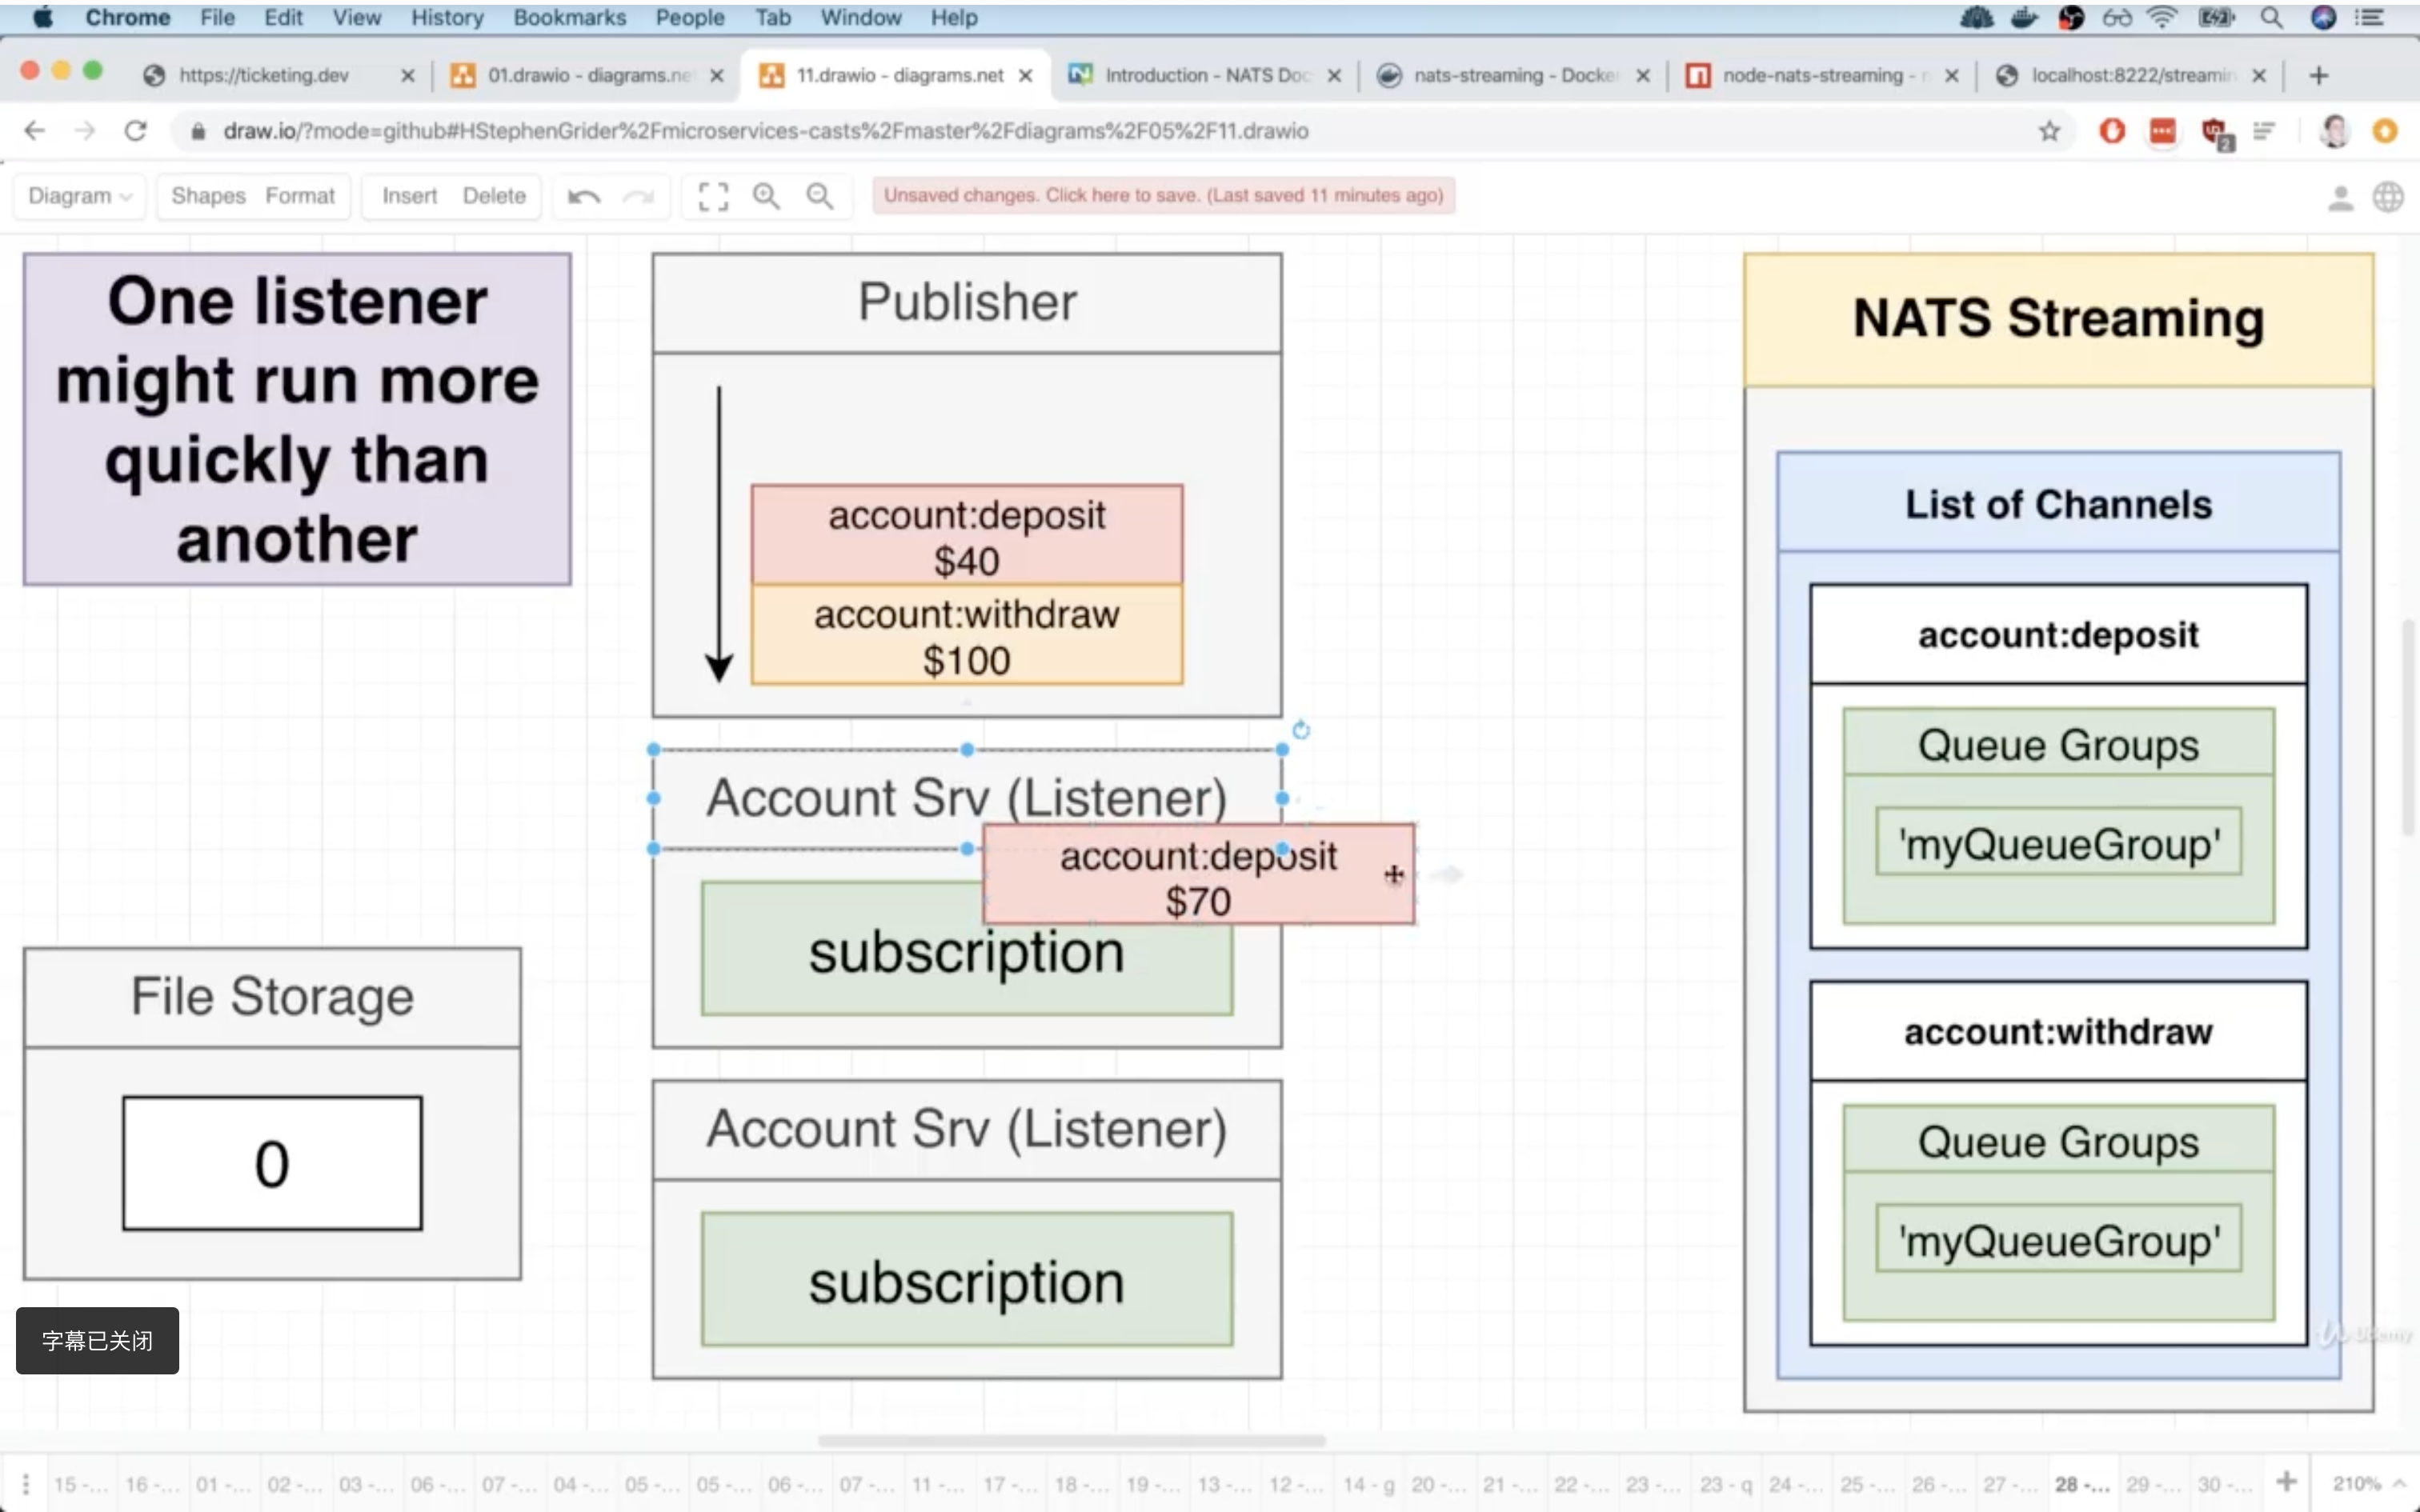 Chrome File Edit View History Bookmarks People Tab Window Help
https://ticketing.dev
01.drawio - diagrams.ne
11.drawio - diagrams.net
Introduction - NATS Doc
nats-streaming - Docke
node-nats-streaming -
localhost:8222/streamin
draw.io/?mode=github#HStephenGrider%2Fmicroservices-casts%2Fmaster%2Fdiagrams%2F05%2F11.drawio
2
Diagram Shapes Format Insert Delete
Unsaved changes. Click here to save. (Last saved 11 minutes ago)
One listener
might run more
quickly than
another
Publisher
account:deposit
$40
account:withdraw
$100
Account Srv (Listener)
account:deposit
$70
subscription
Account Srv (Listener)
subscription
File Storage
0
NATS Streaming
List of Channels
account:deposit
Queue Groups
'myQueueGroup'
account:withdraw
Queue Groups
'myQueueGroup'
字幕已关闭
Udemy
15 -... 16 -... 01 -... 02 -... 03 -... 06 -... 07 -... 04 -... 05 -... 05 -... 06 -... 07 -... 11 -... 17 -... 18 -... 19 -... 13 -... 12 -... 14 - g 20 -... 21 -... 22 -... 23 -... 23 - q 24 -... 25 -... 26 -... 27 -... 28 -... 29 -... 30 -... 210%